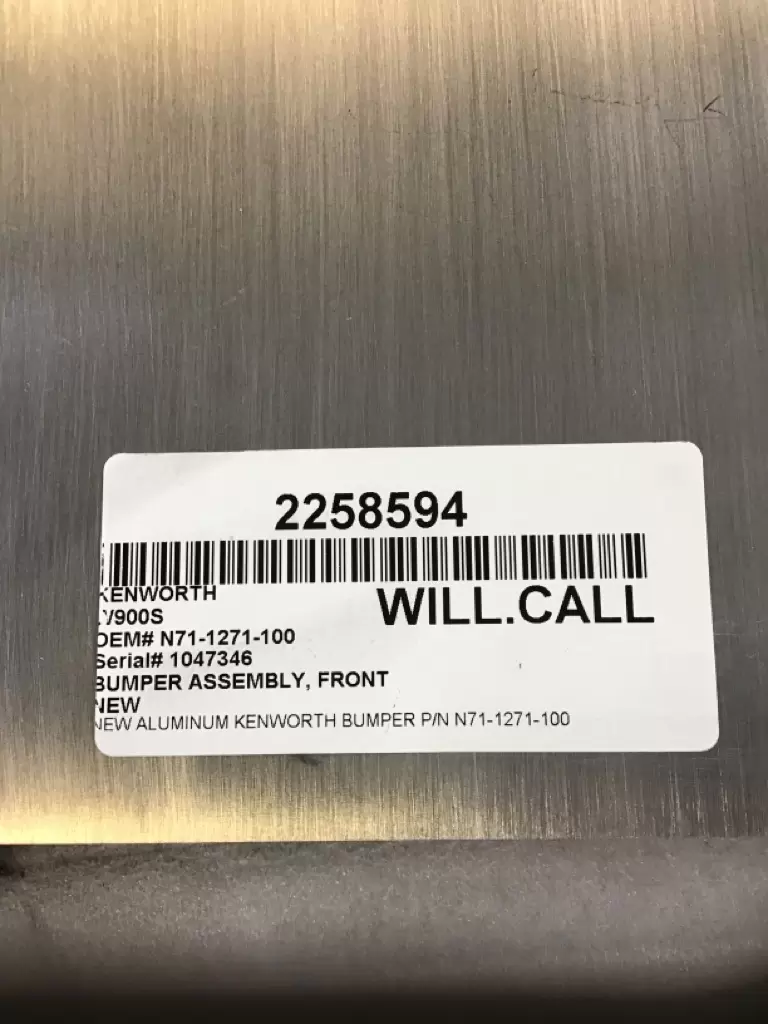 2258594
KENWORTH
WILL.CALL
W900S
OEM# N71-1271-100
Serial# 1047346
BUMPER ASSEMBLY, FRONT
NEW
NEW ALUMINUM KENWORTH BUMPER P/N N71-1271-100